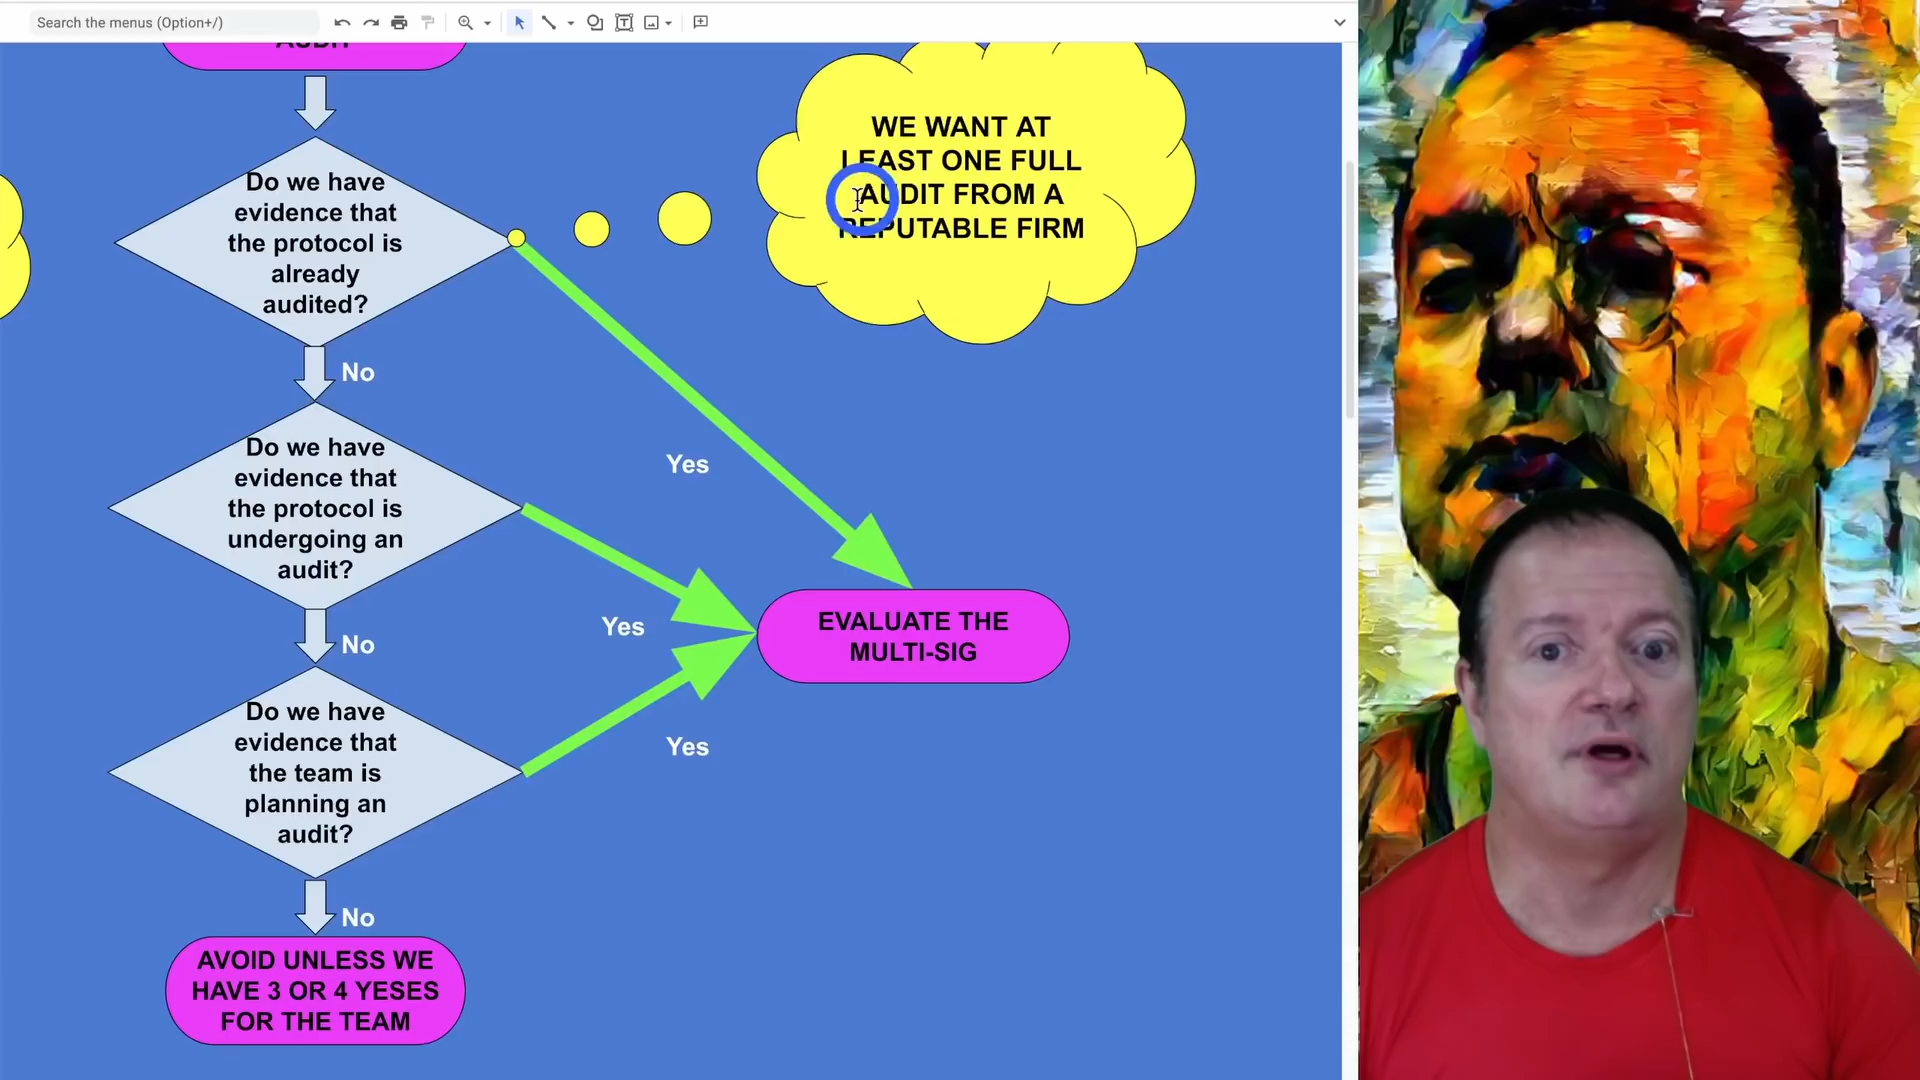 Search the menus (Option+/)
AUDIT
WE WANT AT
LEAST ONE FULL
AUDIT FROM A
REPUTABLE FIRM
Do we have
evidence that
the protocol is
already
audited?
No
Yes
Do we have
evidence that
the protocol is
undergoing an
audit?
Yes
EVALUATE THE
MULTI-SIG
No
Do we have
evidence that
the team is
planning an
audit?
Yes
No
AVOID UNLESS WE
HAVE 3 OR 4 YESES
FOR THE TEAM